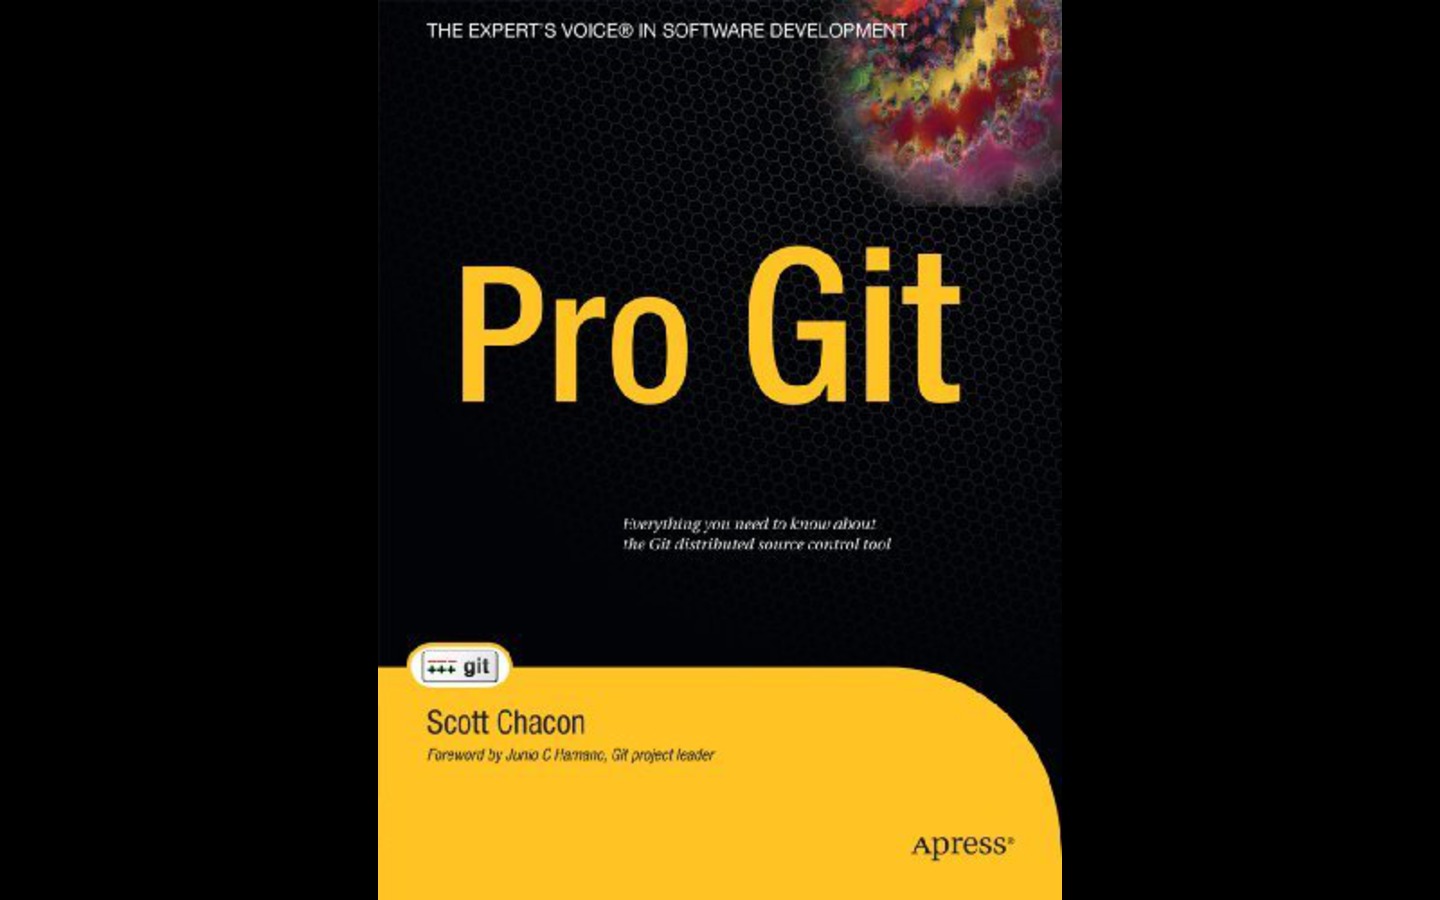 THE EXPERT'S VOICE® IN SOFTWARE DEVELOPMENT
Pro Git
Everything you need to know about
the Git distributed source control tool
git
Scott Chacon
Foreword by Junio C Hamano, Git project leader
Apress®